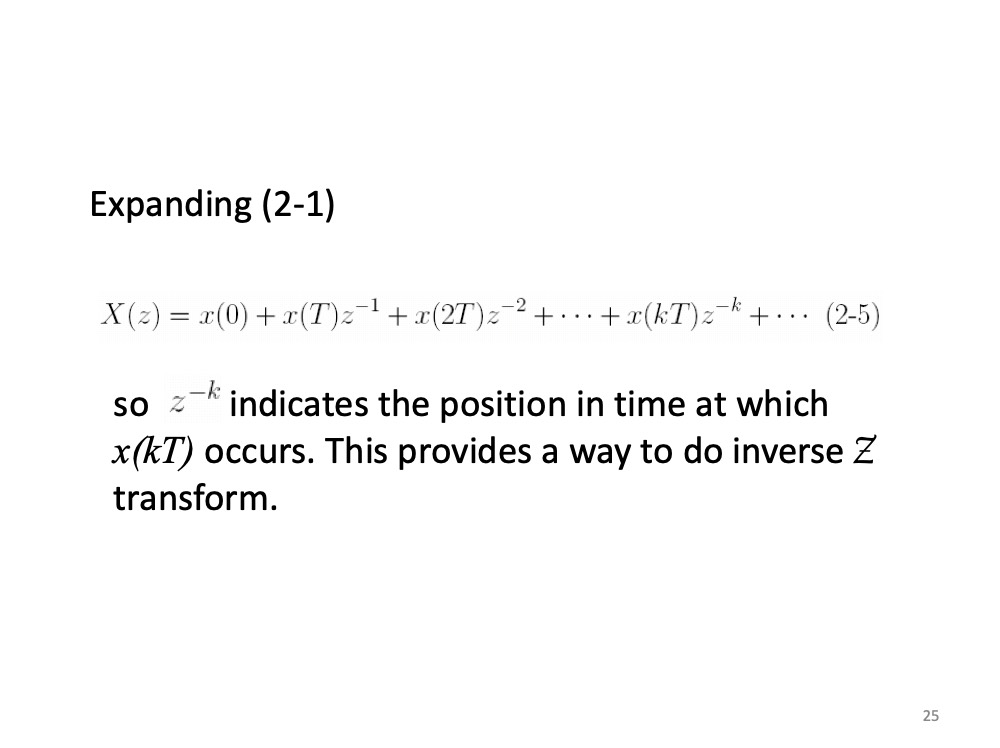 Expanding (2-1)
X(z) = x(0) + x(T)z⁻¹ + x(2T)z⁻² + ··· + x(kT)z⁻ᵏ + ··· (2-5)
so z⁻ᵏ indicates the position in time at which
x(kT) occurs. This provides a way to do inverse Ƶ
transform.
25